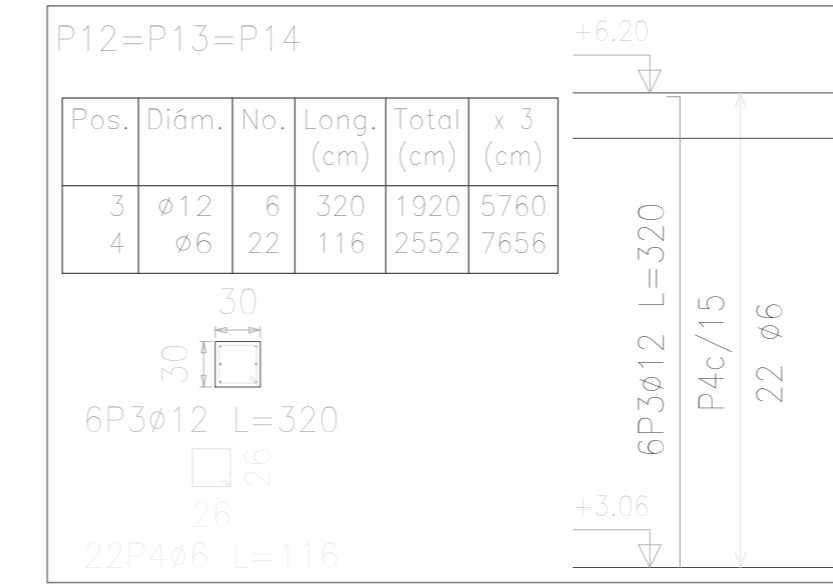 P12=P13=P14
Pos. Diám. No. Long. (cm) Total (cm) x 3 (cm)
3 ø12 6 320 1920 5760
4 ø6 22 116 2552 7656
30
30
6P3ø12 L=320
26
26
22P4ø6 L=116
+6.20
6P3ø12 L=320
P4c/15
22 ø6
+3.06